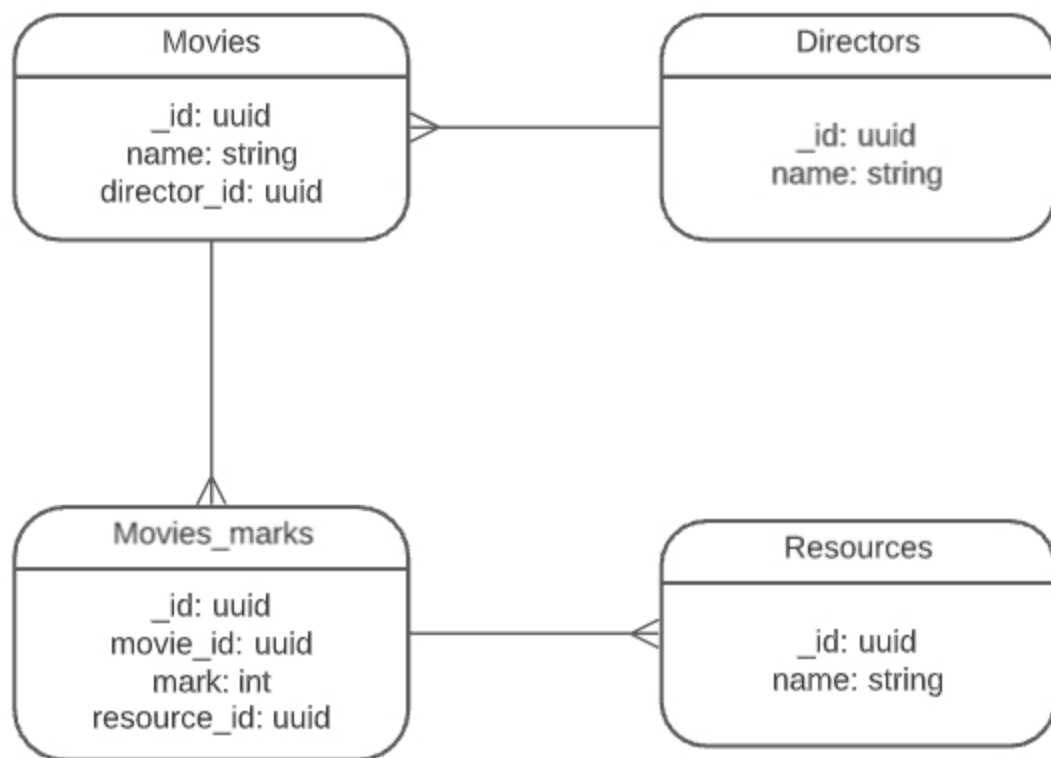 Movies
_id: uuid
name: string
director_id: uuid
Directors
_id: uuid
name: string
Movies_marks
_id: uuid
movie_id: uuid
mark: int
resource_id: uuid
Resources
_id: uuid
name: string